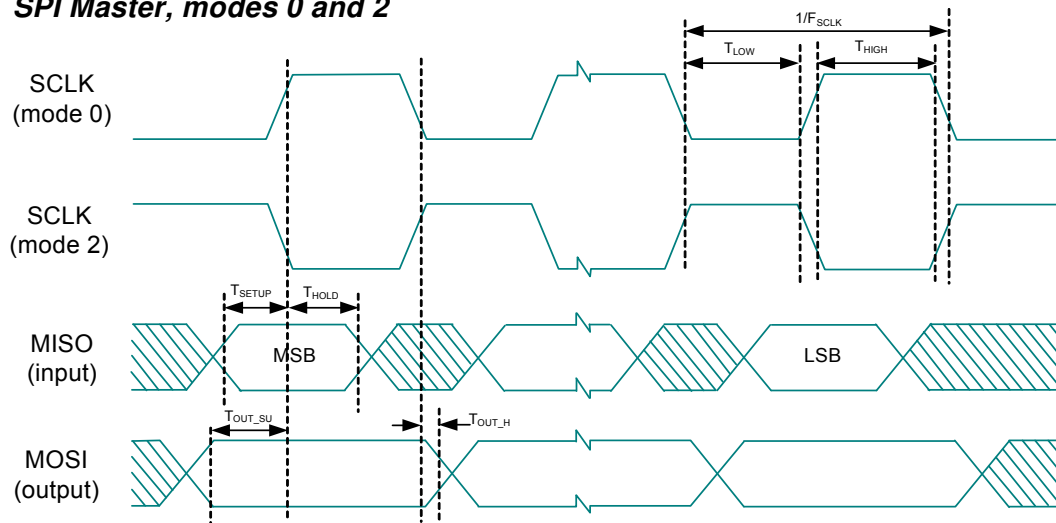 SPI Master, modes 0 and 2
1/FSCLK
TLOW
THIGH
SCLK
(mode 0)
SCLK
(mode 2)
TSETUP
THOLD
MISO
(input)
MSB
LSB
TOUT_SU
TOUT_H
MOSI
(output)